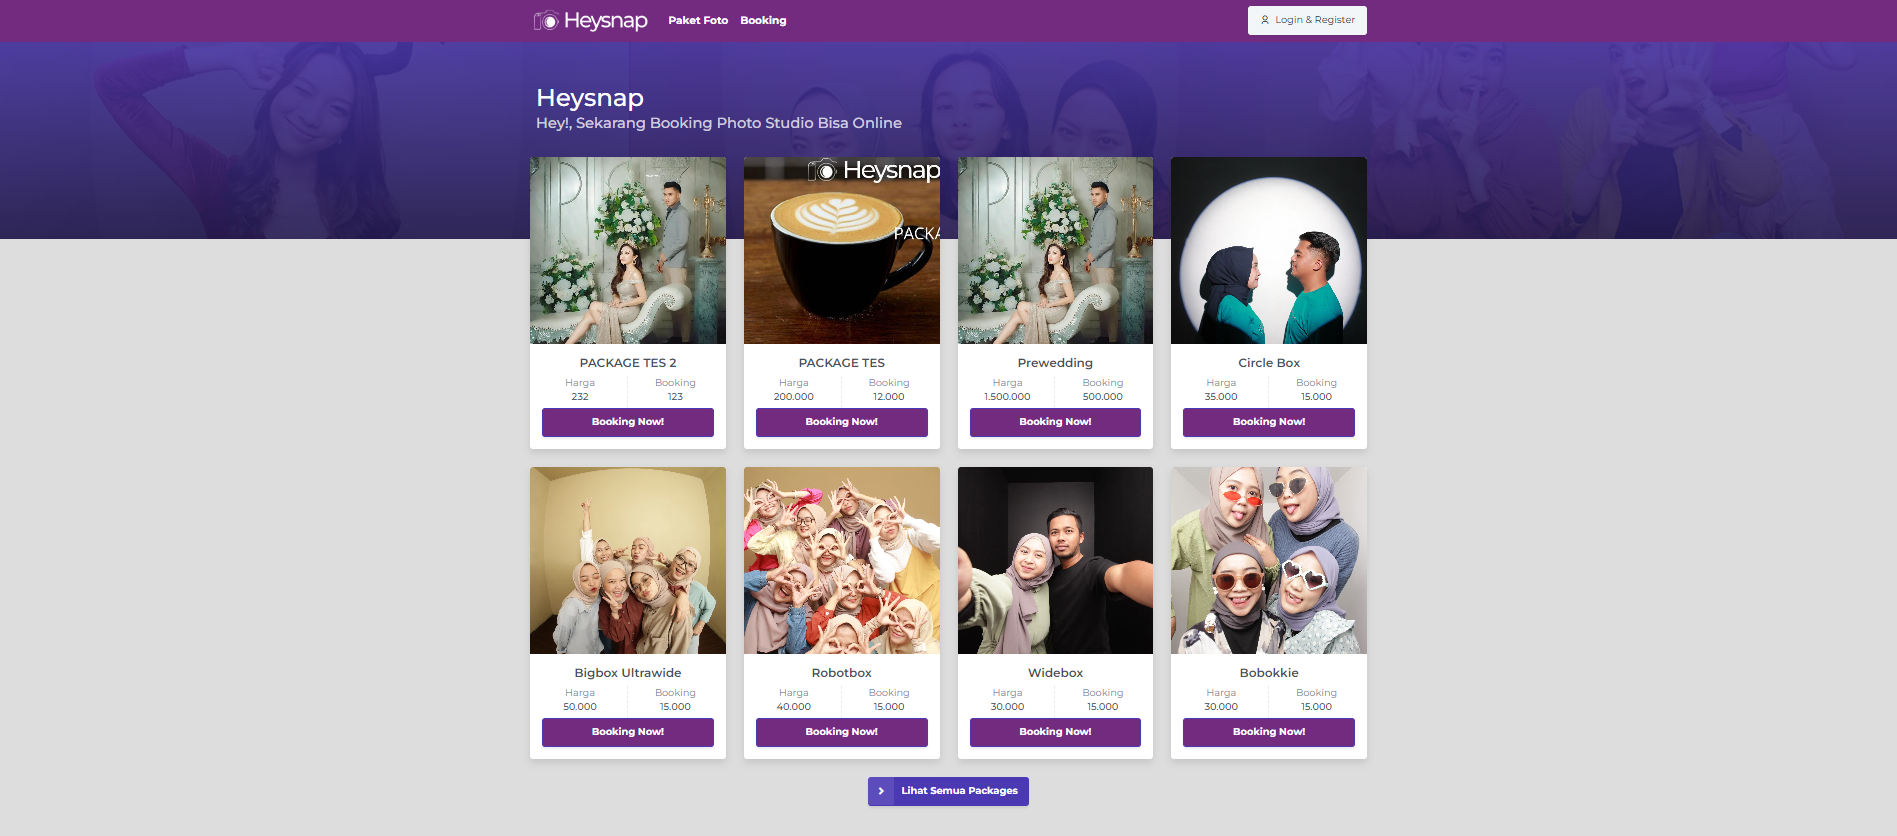 Heysnap
Paket Foto
Booking
Login & Register
Heysnap
Hey!, Sekarang Booking Photo Studio Bisa Online
Heysnap
PACKA
PACKAGE TES 2
Harga
Booking
232
123
Booking Now!
PACKAGE TES
Harga
Booking
200.000
12.000
Booking Now!
Prewedding
Harga
Booking
1.500.000
500.000
Booking Now!
Circle Box
Harga
Booking
35.000
15.000
Booking Now!
Bigbox Ultrawide
Harga
Booking
50.000
15.000
Booking Now!
Robotbox
Harga
Booking
40.000
15.000
Booking Now!
Widebox
Harga
Booking
30.000
15.000
Booking Now!
Bobokkie
Harga
Booking
30.000
15.000
Booking Now!
Lihat Semua Packages